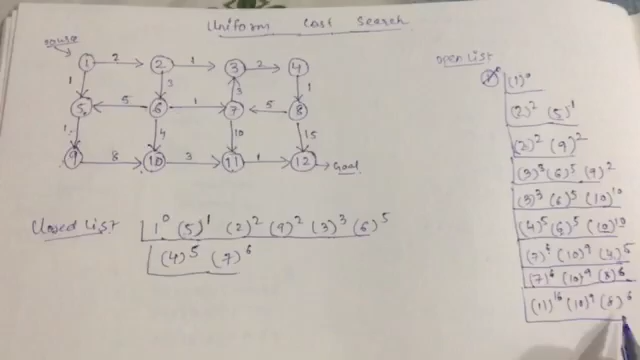 Uniform Cost Search
source
1 2 2 1 3 2 4
1 3 3 1
5 5 6 1 7 5 8
1 4 10 15
9 8 10 3 11 1 12 Goal
Closed List 1⁰ (5)¹ (2)² (9)² (3)³ (6)⁵
(4)⁵ (7)⁶
open List
1⁰ (1)⁰
(2)² (5)¹
(2)² (9)²
(3)³ (6)⁵ (9)²
(3)³ (6)⁵ (10)¹⁰
(4)⁵ (6)⁵ (10)¹⁰
(7)⁶ (10)⁹ (4)⁵
(7)⁶ (10)⁹ (8)⁶
(11)¹⁶ (10)⁹ (8)⁶